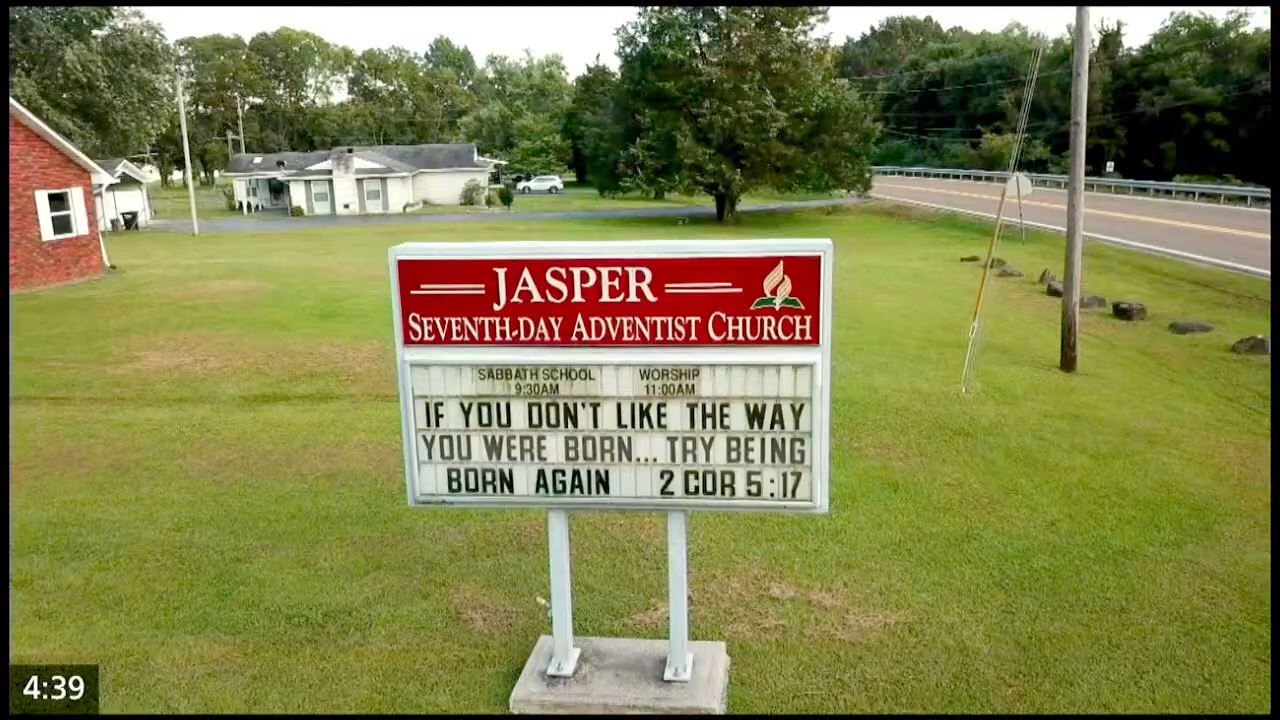 JASPER
SEVENTH-DAY ADVENTIST CHURCH
SABBATH SCHOOL WORSHIP
9:30AM 11:00AM
IF YOU DON'T LIKE THE WAY
YOU WERE BORN... TRY BEING
BORN AGAIN 2 COR 5:17
4:39